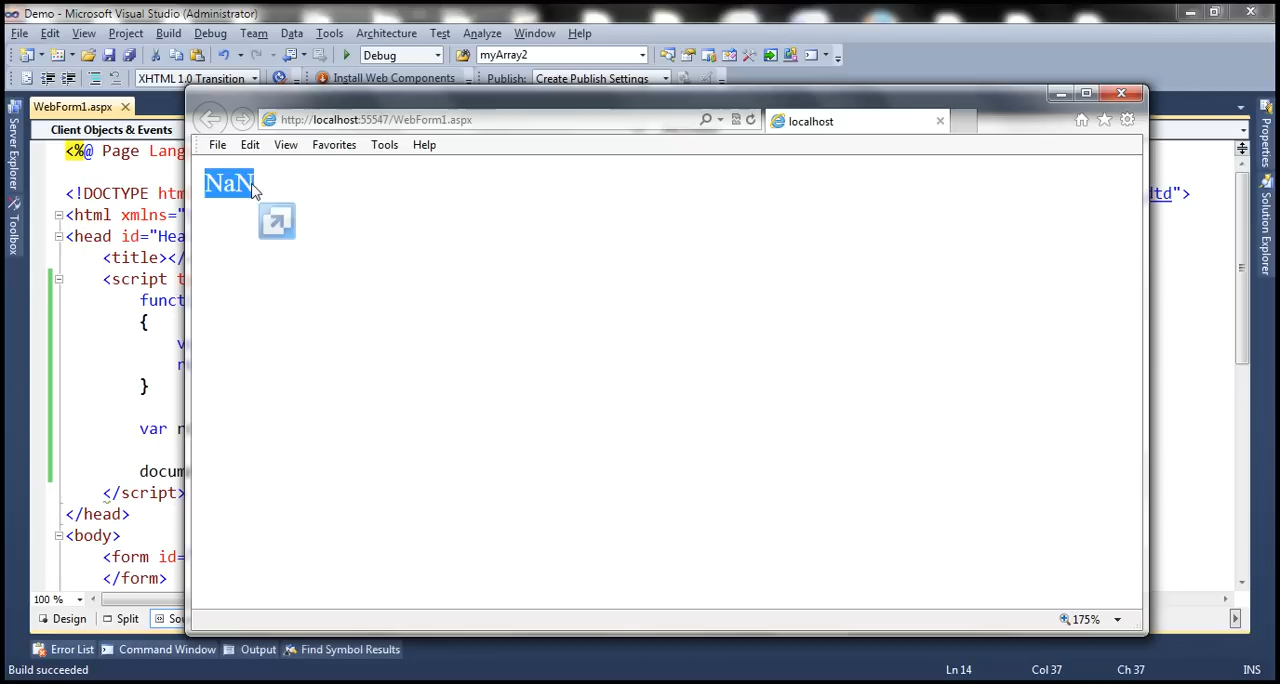 Demo - Microsoft Visual Studio (Administrator)
File Edit View Project Build Debug Team Data Tools Architecture Test Analyze Window Help
Debug myArray2
XHTML 1.0 Transition Install Web Components Publish: Create Publish Settings
WebForm1.aspx
http://localhost:55547/WebForm1.aspx localhost
Client Objects & Events
File Edit View Favorites Tools Help
<%@ Page Lang
NaN
<!DOCTYPE htm dtd">
<html xmlns="
<head id="Hea
<title></
<script t
funct
{
v
}
var n
docum
</script>
</head>
<body>
<form id=
</form>
100 %
175%
Design Split Sou
Error List Command Window Output Find Symbol Results
Build succeeded Ln 14 Col 37 Ch 37 INS
Server Explorer
Toolbox
Properties
Solution Explorer